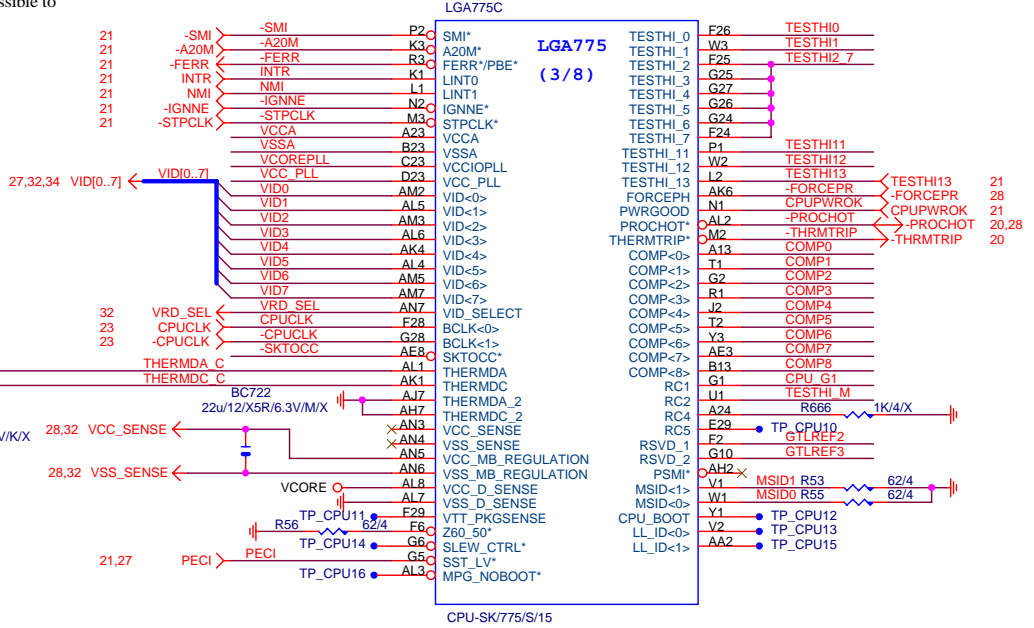 ssible to
LGA775C
LGA775
(3/8)
21 -SMI -SMI P2 SMI*
21 -A20M -A20M K3 A20M*
21 -FERR -FERR R3 FERR*/PBE*
21 INTR INTR K1 LINT0
21 NMI NMI L1 LINT1
21 -IGNNE -IGNNE N2 IGNNE*
21 -STPCLK -STPCLK M3 STPCLK*
VCCA A23 VCCA
VSSA B23 VSSA
VCOREPLL C23 VCCIOPLL
VCC_PLL D23 VCC_PLL
27,32,34 VID[0..7] VID[0..7]
VID0 AM2 VID<0>
VID1 AL5 VID<1>
VID2 AM3 VID<2>
VID3 AL6 VID<3>
VID4 AK4 VID<4>
VID5 AL4 VID<5>
VID6 AM5 VID<6>
VID7 AM7 VID<7>
32 VRD_SEL VRD_SEL AN7 VID_SELECT
23 CPUCLK CPUCLK F28 BCLK<0>
23 -CPUCLK -CPUCLK G28 BCLK<1>
-SKTOCC AE8 SKTOCC*
THERMDA_C AL1 THERMDA
THERMDC_C AK1 THERMDC
BC722
22u/12/X5R/6.3V/M/X
AJ7 THERMDA_2
AH7 THERMDC_2
V/K/X
28,32 VCC_SENSE
AN3 VCC_SENSE
AN4 VSS_SENSE
AN5 VCC_MB_REGULATION
28,32 VSS_SENSE AN6 VSS_MB_REGULATION
VCORE AL8 VCC_D_SENSE
AL7 VSS_D_SENSE
TP_CPU11 F29 VTT_PKGSENSE
R56 62/4 F6 Z60_50*
TP_CPU14 G6 SLEW_CTRL*
21,27 PECI PECI G5 SST_LV*
TP_CPU16 AL3 MPG_NOBOOT*
TESTHI_0 F26 TESTHI0
TESTHI_1 W3 TESTHI1
TESTHI_2 F25 TESTHI2_7
TESTHI_3 G25
TESTHI_4 G27
TESTHI_5 G26
TESTHI_6 G24
TESTHI_7 F24
TESTHI_11 P1 TESTHI11
TESTHI_12 W2 TESTHI12
TESTHI_13 L2 TESTHI13 TESTHI13 21
FORCEPH AK6 -FORCEPR -FORCEPR 28
PWRGOOD N1 CPUPWROK CPUPWROK 21
PROCHOT* AL2 -PROCHOT -PROCHOT 20,28
THERMTRIP* M2 -THRMTRIP -THRMTRIP 20
COMP<0> A13 COMP0
COMP<1> T1 COMP1
COMP<2> G2 COMP2
COMP<3> R1 COMP3
COMP<4> J2 COMP4
COMP<5> T2 COMP5
COMP<6> Y3 COMP6
COMP<7> AE3 COMP7
COMP<8> B13 COMP8
RC1 G1 CPU_G1
RC2 U1 TESTHI_M
RC4 A24 R666 1K/4/X
RC5 E29 TP_CPU10
RSVD_1 F2 GTLREF2
RSVD_2 G10 GTLREF3
PSMI* AH2
MSID<1> V1 MSID1 R53 62/4
MSID<0> W1 MSID0 R55 62/4
CPU_BOOT Y1 TP_CPU12
LL_ID<0> V2 TP_CPU13
LL_ID<1> AA2 TP_CPU15
CPU-SK/775/S/15